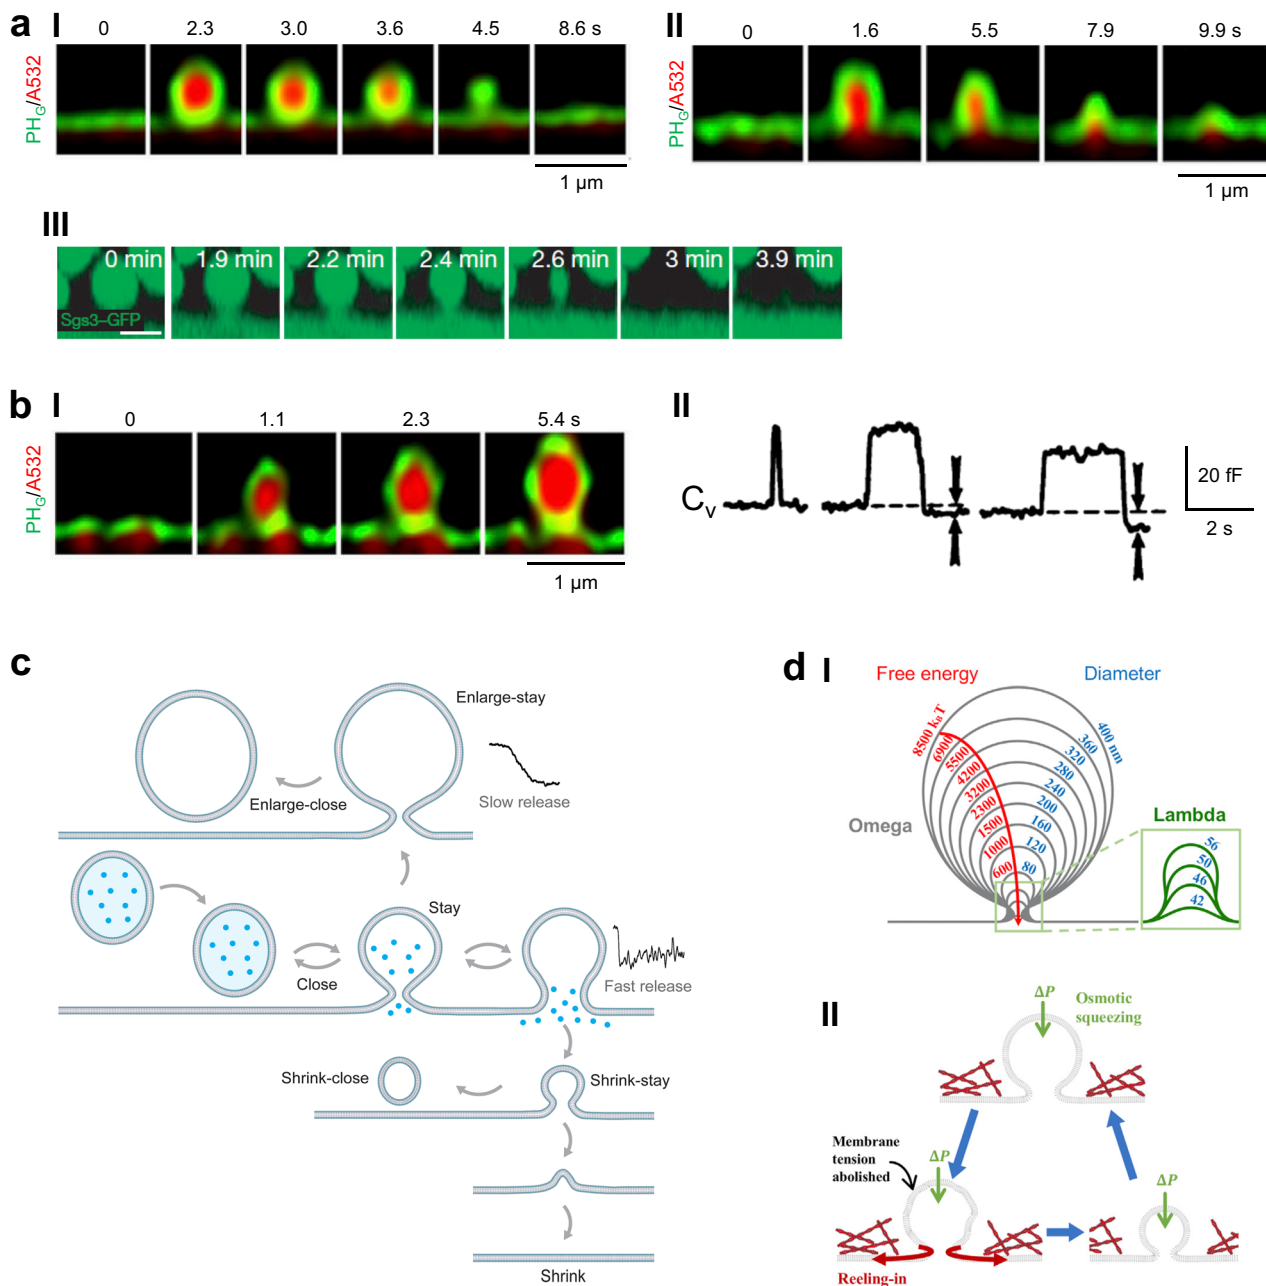 a I
0 2.3 3.0 3.6 4.5 8.6 s
PHG/A532
1 µm
II
0 1.6 5.5 7.9 9.9 s
PHG/A532
1 µm
III
0 min 1.9 min 2.2 min 2.4 min 2.6 min 3 min 3.9 min
Sgs3–GFP
b I
0 1.1 2.3 5.4 s
PHG/A532
1 µm
II
Cv
20 fF
2 s
c
Enlarge-stay
Slow release
Enlarge-close
Stay
Close
Fast release
Shrink-close
Shrink-stay
Shrink
d I
Free energy
Diameter
8500 kBT
6900
5500
4200
3200
2300
1500
1000
600
400 nm
360
320
280
240
200
160
120
80
Omega
Lambda
56
50
46
42
II
ΔP
Osmotic
squeezing
Membrane
tension
abolished
ΔP
ΔP
Reeling-in